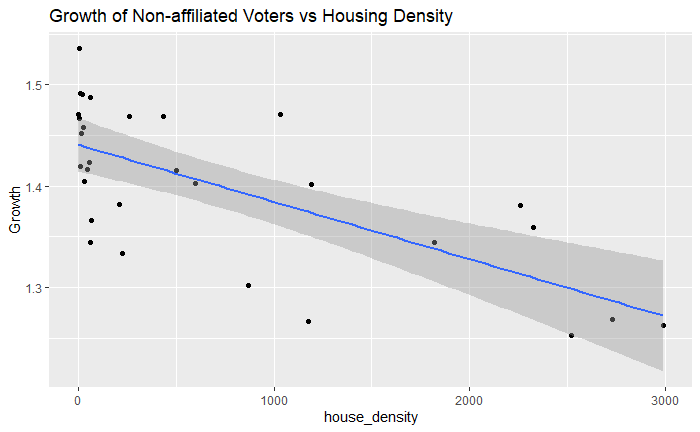 Growth of Non-affiliated Voters vs Housing Density
1.5
1.4
1.3
Growth
0
1000
2000
3000
house_density